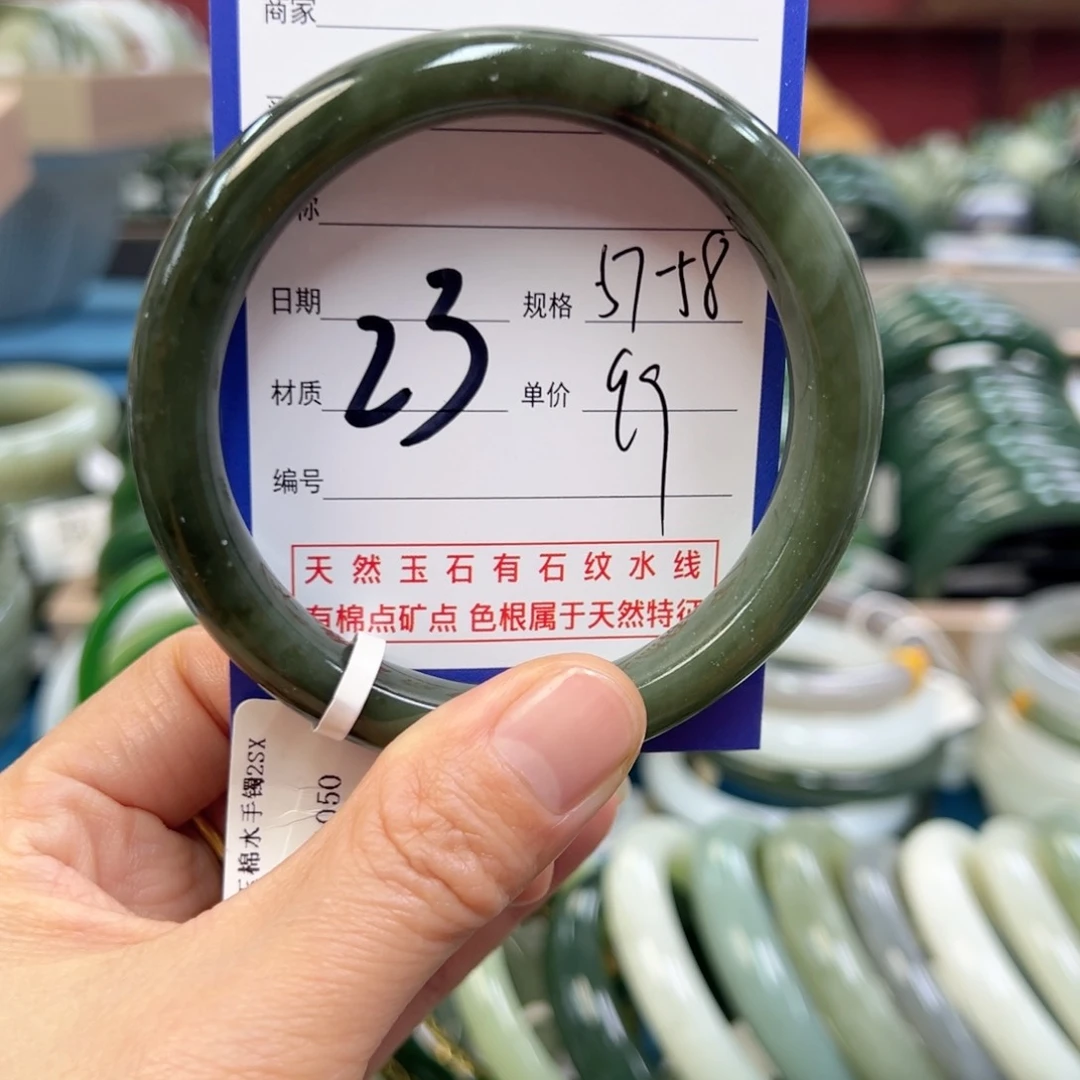 商家
称
日期 23 规格 57-58
材质 单价 99
编号
天然玉石有石纹水线
有棉点矿点 色根属于天然特征
棉水手镯2SX
050